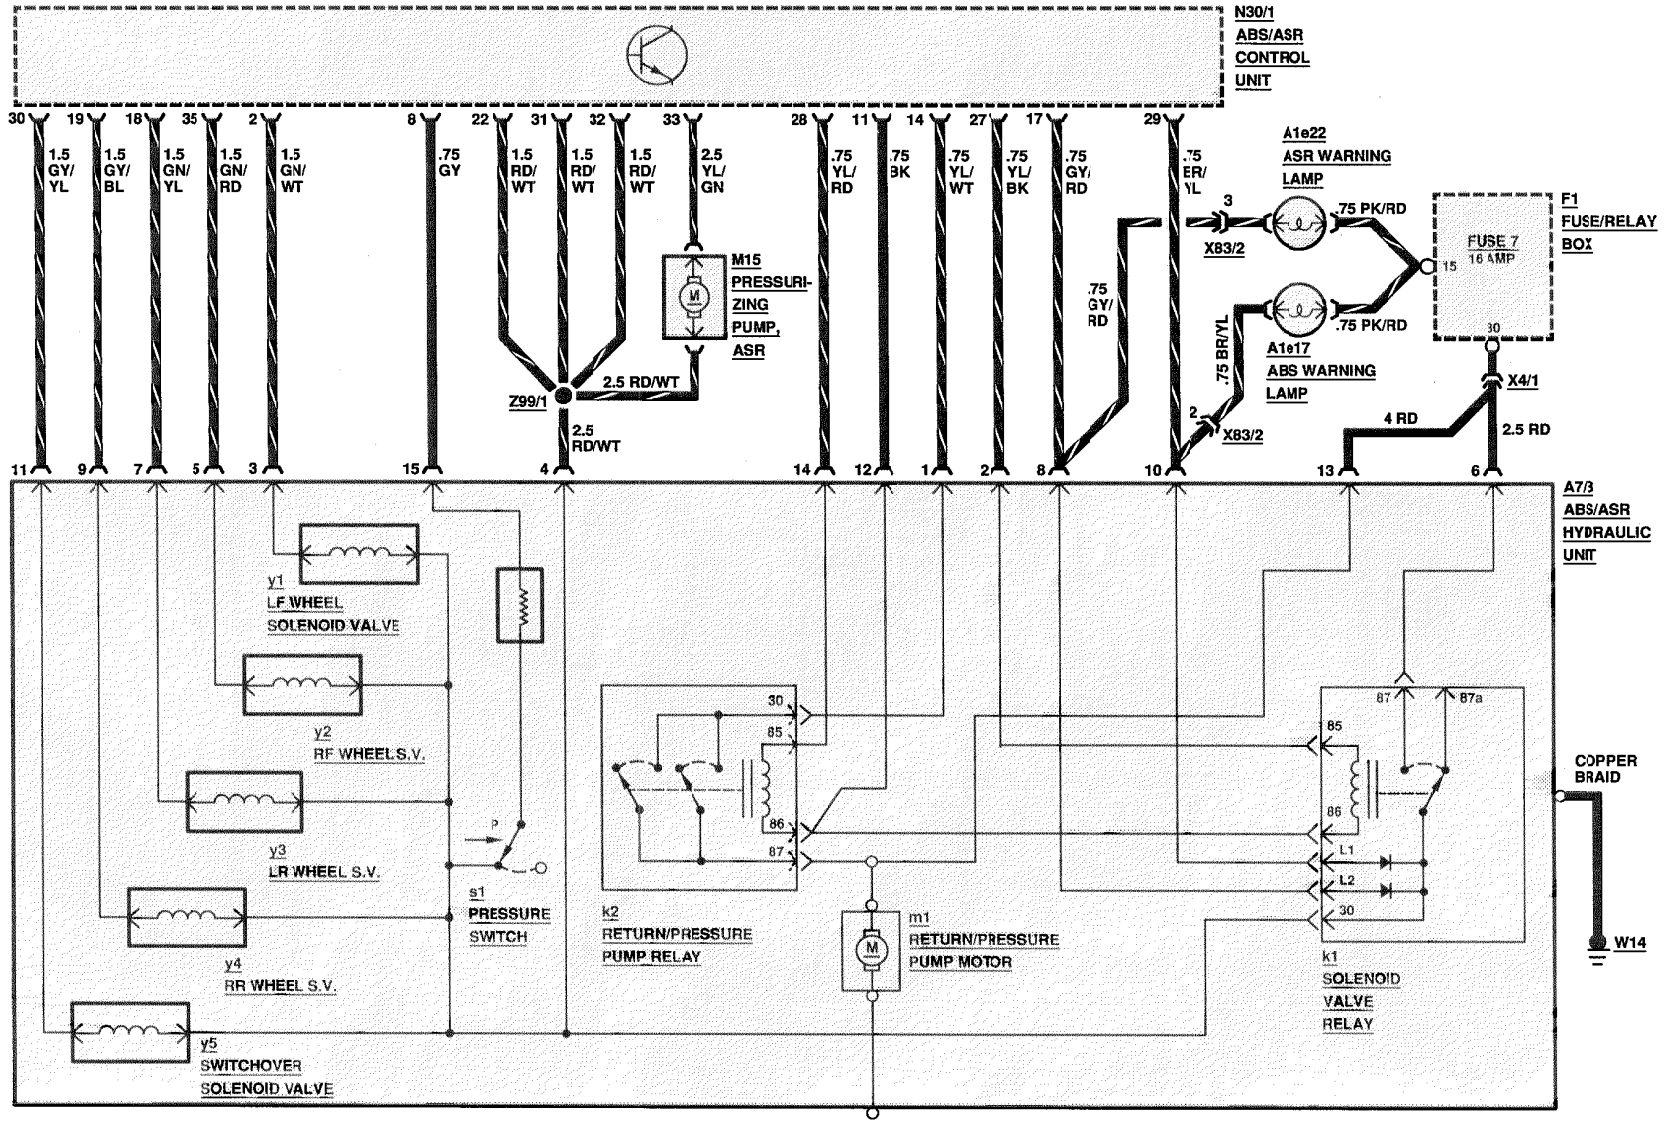 N30/1
ABS/ASR
CONTROL
UNIT
30 19 18 35 2 8 22 31 32 33 28 11 14 27 17 29
1.5 GY/YL
1.5 GY/BL
1.5 GN/YL
1.5 GN/RD
1.5 GN/WT
.75 GY
1.5 RD/WT
1.5 RD/WT
1.5 RD/WT
2.5 YL/GN
.75 YL/RD
.75 BK
.75 YL/WT
.75 YL/BK
.75 GY/RD
.75 BR/YL
A1e22
ASR WARNING
LAMP
3
X83/2
.75 PK/RD
F1
FUSE/RELAY
BOX
FUSE 7
16 AMP
15
30
M15
PRESSURI-
ZING
PUMP,
ASR
M
.75
GY/
RD
.75 BR/YL
.75 PK/RD
A1e17
ABS WARNING
LAMP
X4/1
2.5 RD/WT
Z99/1
2.5
RD/WT
2
X83/2
4 RD
2.5 RD
11 9 7 5 3 15 4 14 12 1 2 8 10 13 6
A7/3
ABS/ASR
HYDRAULIC
UNIT
y1
LF WHEEL
SOLENOID VALVE
y2
RF WHEEL S.V.
y3
LR WHEEL S.V.
y4
RR WHEEL S.V.
y5
SWITCHOVER
SOLENOID VALVE
P
s1
PRESSURE
SWITCH
30
85
86
87
k2
RETURN/PRESSURE
PUMP RELAY
M
m1
RETURN/PRESSURE
PUMP MOTOR
87
87a
85
86
L1
L2
30
k1
SOLENOID
VALVE
RELAY
COPPER
BRAID
W14